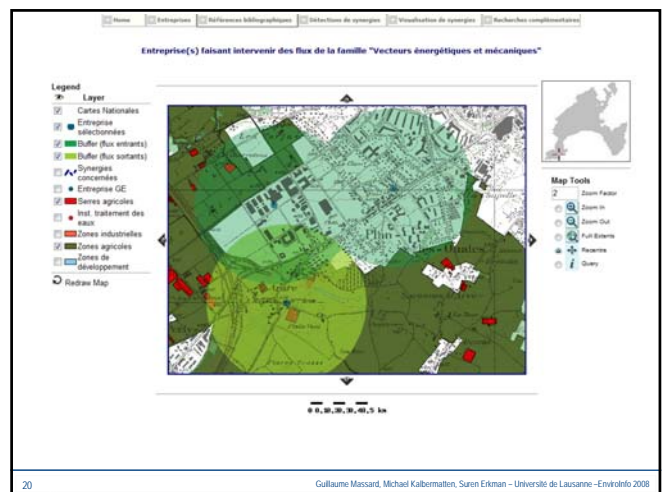 Home Entreprises Références bibliographiques Détections de synergies Visualisation de synergies Recherches complémentaires
Entreprise(s) faisant intervenir des flux de la famille "Vecteurs énergétiques et mécaniques"
Legend
Layer
Cartes Nationales
Entreprise
sélectionnées
Buffer (flux entrants)
Buffer (flux sortants)
Synergies
concernées
Entreprise GE
Serres agricoles
Inst. traitement des
eaux
Zones industrielles
Zones agricoles
Zones de
développement
Redraw Map
Map Tools
2 Zoom Factor
Zoom In
Zoom Out
Full Extents
Recentre
Query
Plan-
20 Guillaume Massard, Michael Kalbermatten, Suren Erkman – Université de Lausanne –EnviroInfo 2008